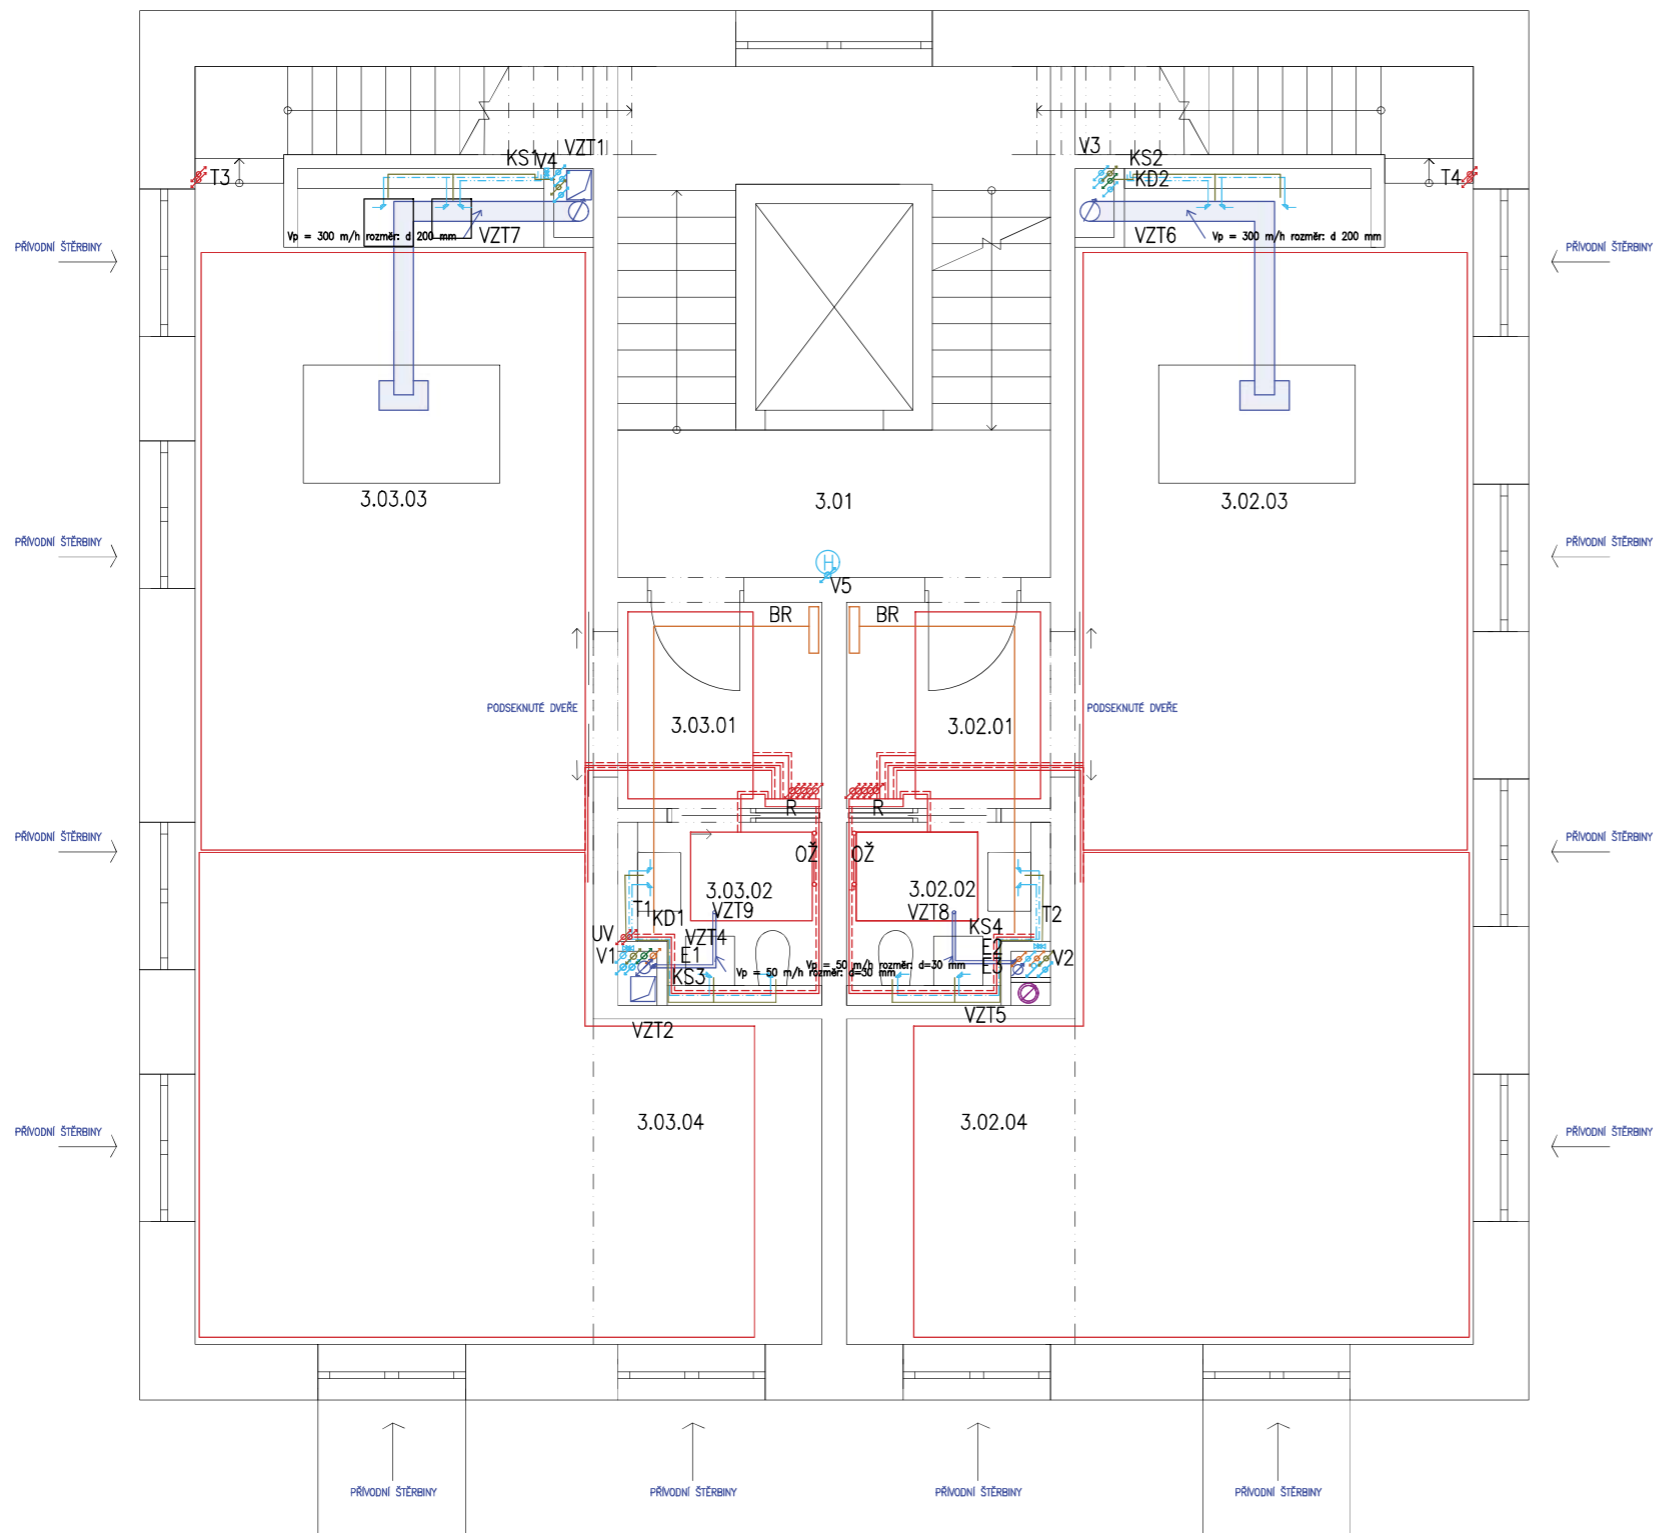 VZT1
KS1
V4
V3
KS2
KD2
T3
T4
Vp = 300 m/h rozměr: d 200 mm
VZT7
VZT6
Vp = 300 m/h rozměr: d 200 mm
PŘÍVODNÍ ŠTĚRBINY
PŘÍVODNÍ ŠTĚRBINY
3.03.03
3.01
3.02.03
PŘÍVODNÍ ŠTĚRBINY
PŘÍVODNÍ ŠTĚRBINY
H
V5
BR
BR
PODSEKNUTÉ DVEŘE
3.03.01
3.02.01
PODSEKNUTÉ DVEŘE
R
R
PŘÍVODNÍ ŠTĚRBINY
PŘÍVODNÍ ŠTĚRBINY
OŽ
OŽ
3.03.02
3.02.02
T1
KD1
VZT9
VZT8
T2
UV
VZT4
KS4
V1
E1
E2
V2
KS3
E3
Vp = 50 m/h rozměr: d=30 mm
Vp = 50 m/h rozměr: d=30 mm
VZT2
VZT5
3.03.04
3.02.04
PŘÍVODNÍ ŠTĚRBINY
PŘÍVODNÍ ŠTĚRBINY
PŘÍVODNÍ ŠTĚRBINY
PŘÍVODNÍ ŠTĚRBINY
PŘÍVODNÍ ŠTĚRBINY
PŘÍVODNÍ ŠTĚRBINY